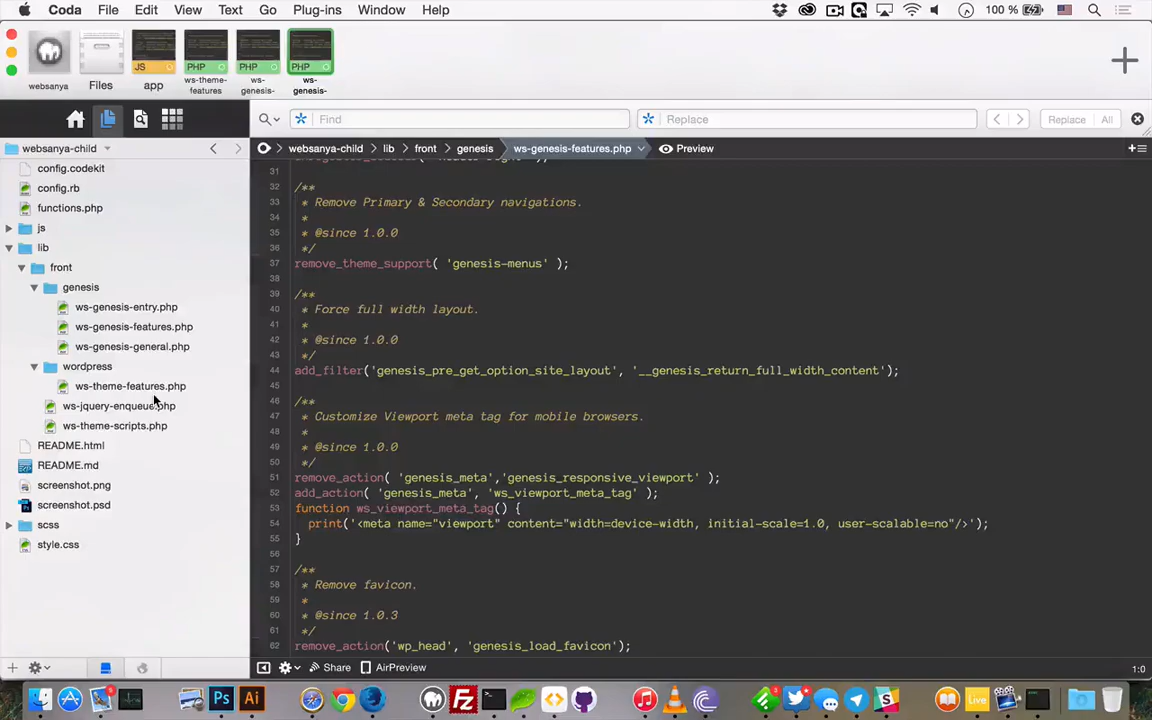 Coda File Edit View Text Go Plug-ins Window Help 100 %
JS PHP PHP PHP
websanya Files app ws-theme-features ws-genesis- ws-genesis-
Find Replace Replace All
websanya-child
websanya-child lib front genesis ws-genesis-features.php Preview
config.codekit
config.rb
functions.php
js
lib
front
genesis
ws-genesis-entry.php
ws-genesis-features.php
ws-genesis-general.php
wordpress
ws-theme-features.php
ws-jquery-enqueue.php
ws-theme-scripts.php
README.html
README.md
screenshot.png
screenshot.psd
scss
style.css
31
32 /**
33 * Remove Primary & Secondary navigations.
34 *
35 * @since 1.0.0
36 */
37 remove_theme_support( 'genesis-menus' );
38
39 /**
40 * Force full width layout.
41 *
42 * @since 1.0.0
43 */
44 add_filter('genesis_pre_get_option_site_layout', '__genesis_return_full_width_content');
45
46 /**
47 * Customize Viewport meta tag for mobile browsers.
48 *
49 * @since 1.0.0
50 */
51 remove_action( 'genesis_meta','genesis_responsive_viewport' );
52 add_action( 'genesis_meta', 'ws_viewport_meta_tag' );
53 function ws_viewport_meta_tag() {
54 print('<meta name="viewport" content="width=device-width, initial-scale=1.0, user-scalable=no"/>');
55 }
56
57 /**
58 * Remove favicon.
59 *
60 * @since 1.0.3
61 */
62 remove_action('wp_head', 'genesis_load_favicon');
Share AirPreview 1:0
Ps Ai Fz Live